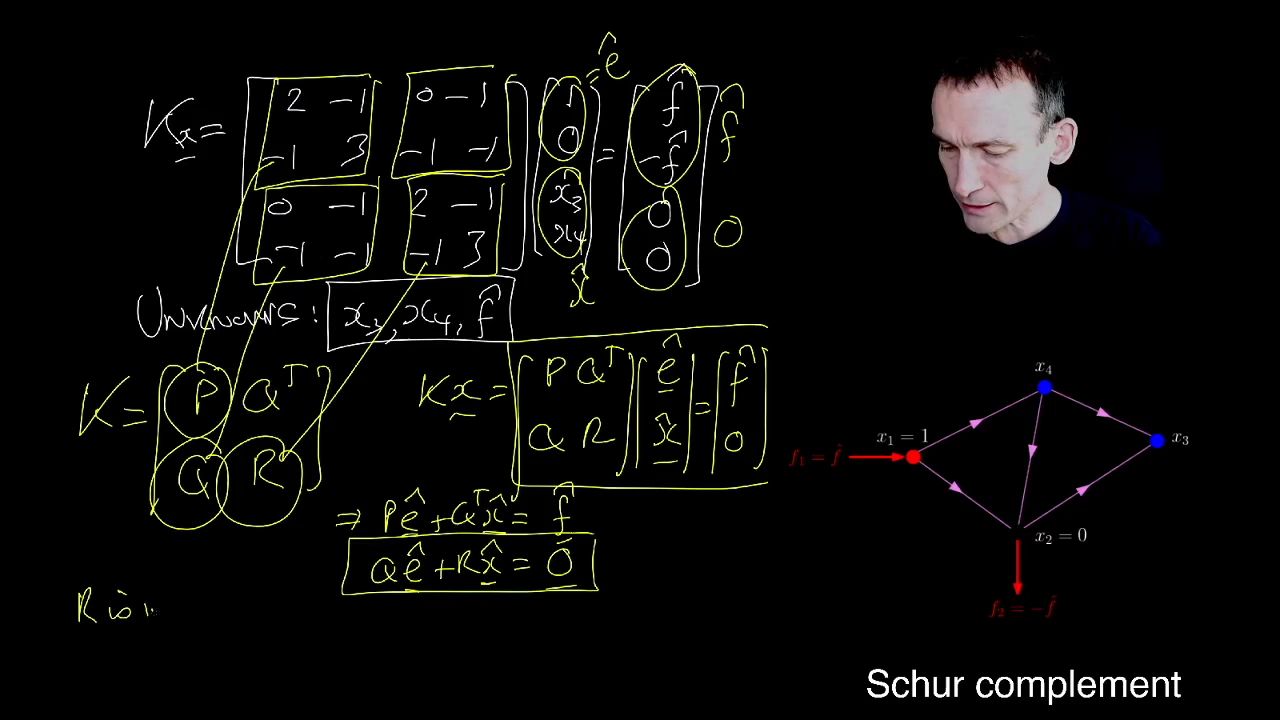 ê
Kx = [ 2 -1 0 -1 ] [ 1 ] = [ f̂ ] f̂
[ -1 3 -1 -1 ] [ 0 ] [ -f̂ ]
[ 0 -1 2 -1 ] [ x₃ ] [ 0 ] 0
[ -1 -1 -1 3 ] [ x₄ ] [ 0 ]
x̂
Unknowns: x₃, x₄, f̂
K = [ P Qᵀ ]
[ Q R ]
Kx = [ P Qᵀ ] [ ê ] = [ f̂ ]
[ Q R ] [ x̂ ] [ 0 ]
⇒ Pê + Qᵀx̂ = f̂
Qê + Rx̂ = 0
R is
x₄
x₁ = 1
x₃
f₁ = f̂
x₂ = 0
f₂ = -f̂
Schur complement